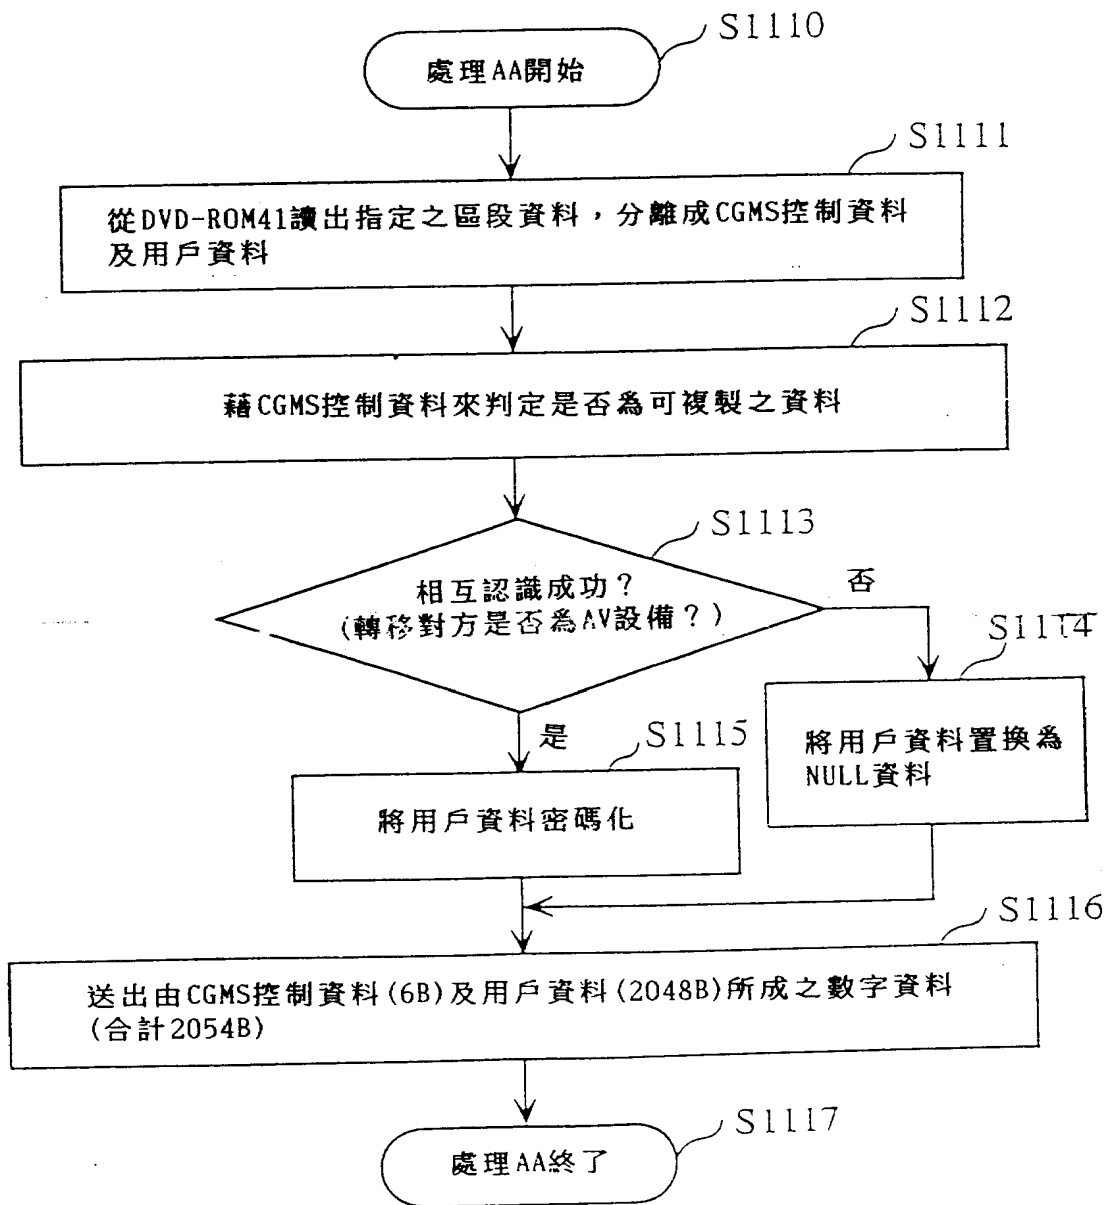 S1110
處理AA開始
S1111
從DVD-ROM41讀出指定之區段資料，分離成CGMS控制資料
及用戶資料
S1112
藉CGMS控制資料來判定是否為可複製之資料
S1113
相互認識成功？
(轉移對方是否為AV設備？)
否
S1114
將用戶資料置換為
NULL資料
是
S1115
將用戶資料密碼化
S1116
送出由CGMS控制資料(6B)及用戶資料(2048B)所成之數字資料
(合計2054B)
S1117
處理AA終了